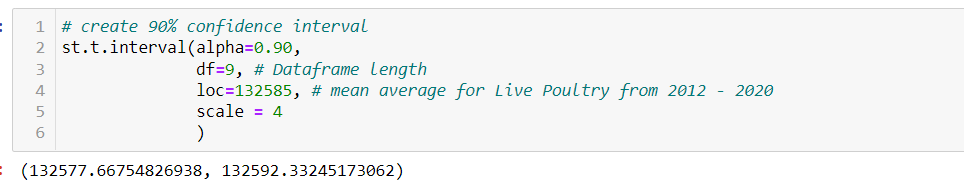 1 # create 90% confidence interval
2 st.t.interval(alpha=0.90,
3 df=9, # Dataframe length
4 loc=132585, # mean average for Live Poultry from 2012 - 2020
5 scale = 4
6 )
(132577.66754826938, 132592.33245173062)